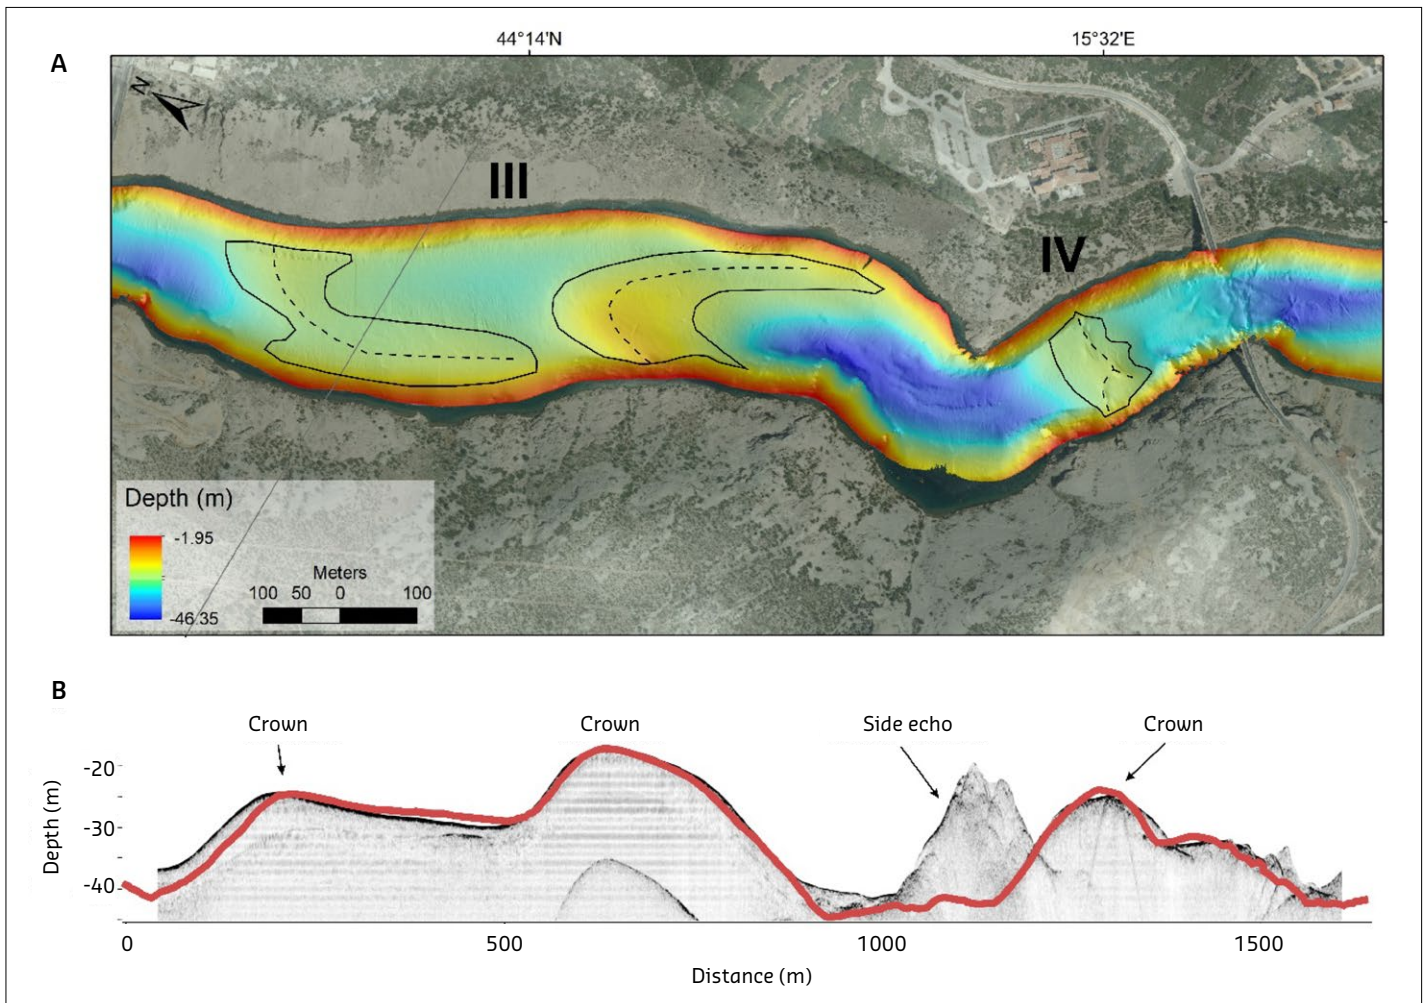 A
44°14'N
15°32'E
N
III
IV
Depth (m)
-1.95
-46.35
Meters
100 50 0 100
B
Crown
Crown
Side echo
Crown
Depth (m)
-20
-30
-40
0
500
1000
1500
Distance (m)